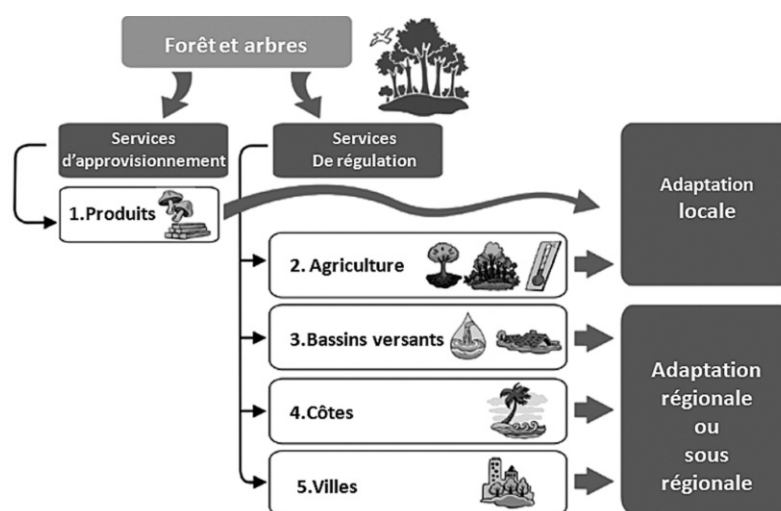 Forêt et arbres
Services
d'approvisionnement
Services
De régulation
1.Produits
Adaptation
locale
2. Agriculture
3.Bassins versants
4.Côtes
5.Villes
Adaptation
régionale
ou
sous
régionale